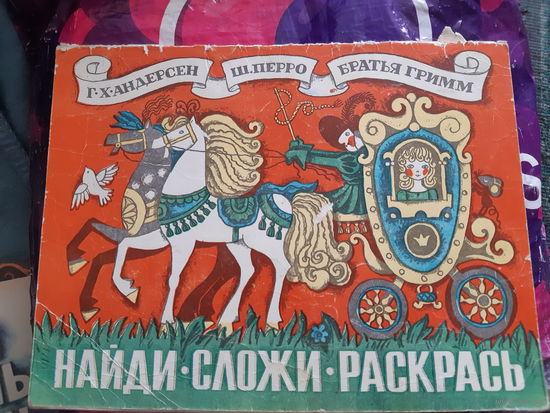 Г·Х·АНДЕРСЕН Ш.ПЕРРО БРАТЬЯ ГРИММ
НАЙДИ·СЛОЖИ·РАСКРАСЬ